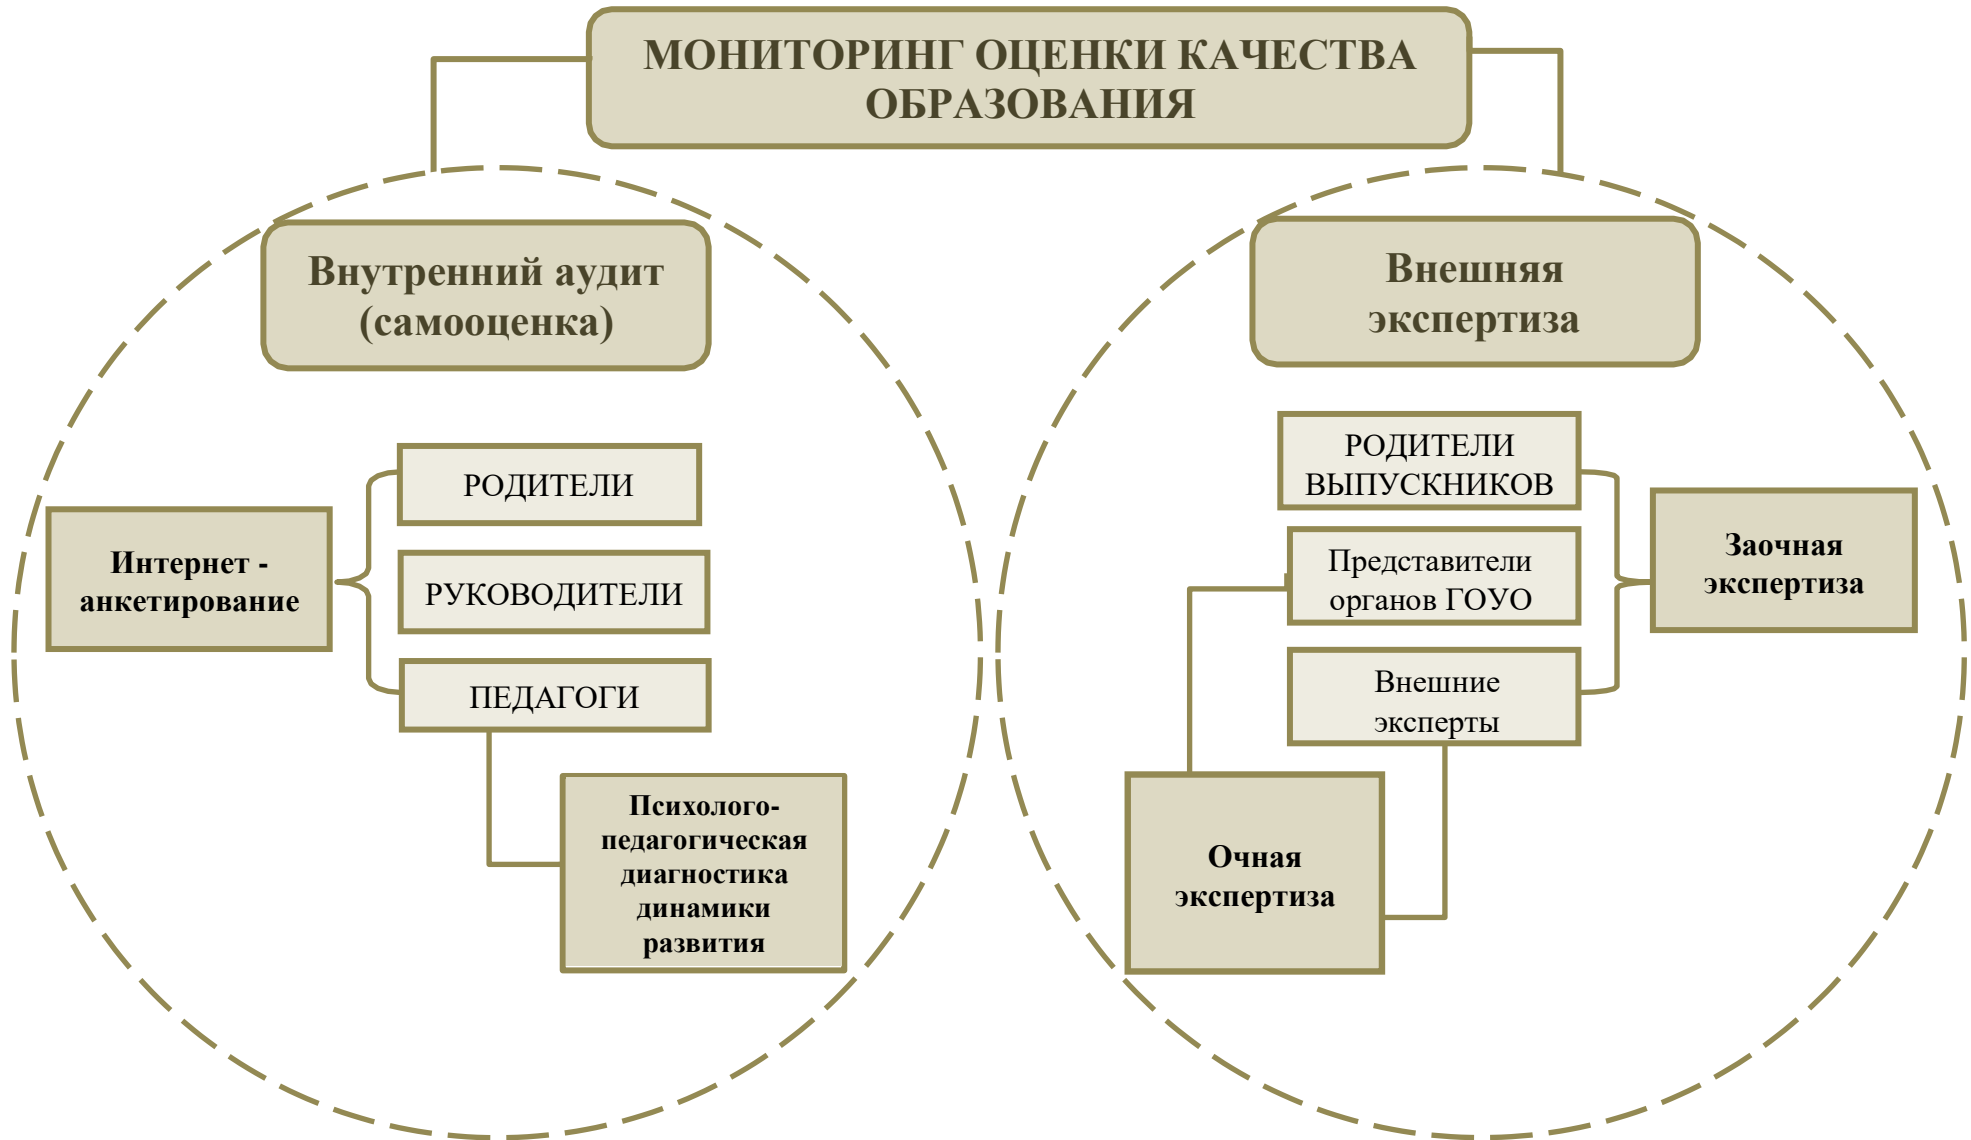 МОНИТОРИНГ ОЦЕНКИ КАЧЕСТВА
ОБРАЗОВАНИЯ
Внутренний аудит
(самооценка)
Интернет -
анкетирование
РОДИТЕЛИ
РУКОВОДИТЕЛИ
ПЕДАГОГИ
Психолого-
педагогическая
диагностика
динамики
развития
Внешняя
экспертиза
РОДИТЕЛИ
ВЫПУСКНИКОВ
Представители
органов ГОУО
Внешние
эксперты
Заочная
экспертиза
Очная
экспертиза